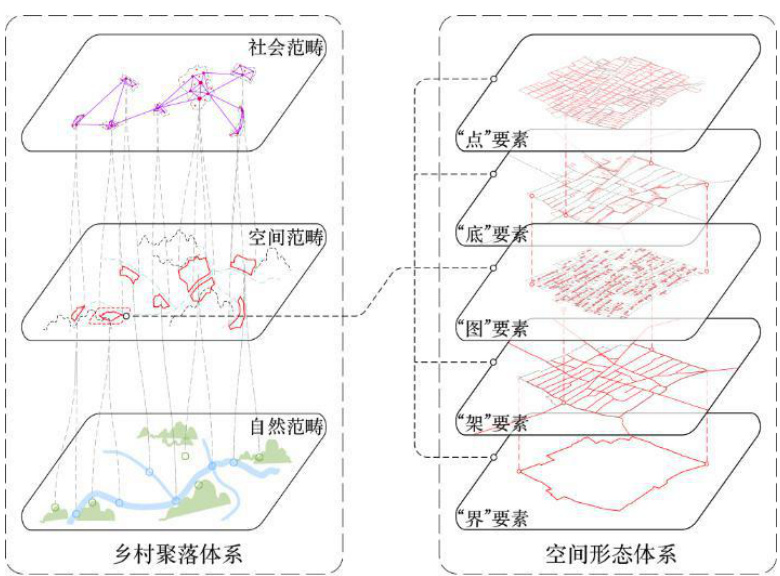 社会范畴
空间范畴
自然范畴
乡村聚落体系
“点”要素
“底”要素
“图”要素
“架”要素
“界”要素
空间形态体系